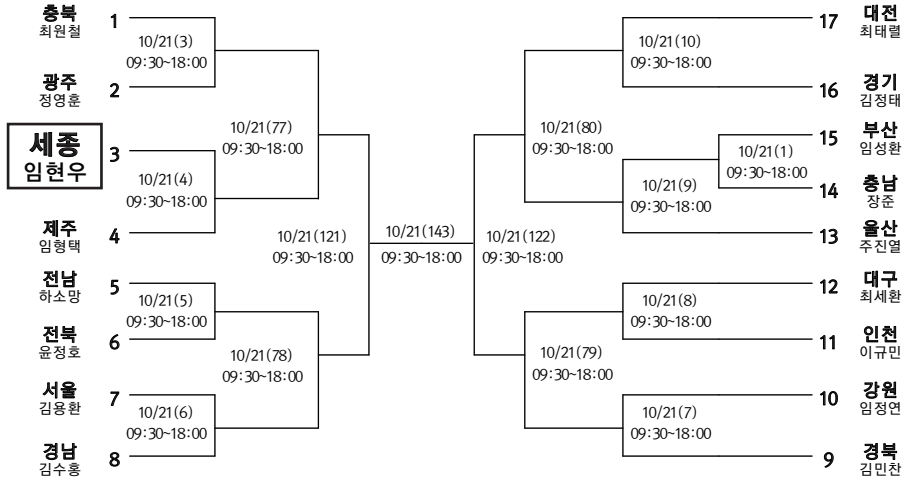 충북
최원철
1
10/21(3)
09:30~18:00
광주
정영훈
2
10/21(77)
09:30~18:00
세종
임현우
3
10/21(4)
09:30~18:00
제주
임형택
4
10/21(121)
09:30~18:00
전남
하소망
5
10/21(5)
09:30~18:00
전북
윤정호
6
10/21(78)
09:30~18:00
서울
김용환
7
10/21(6)
09:30~18:00
경남
김수홍
8
10/21(143)
09:30~18:00
17
대전
최태렬
10/21(10)
09:30~18:00
16
경기
김정태
10/21(80)
09:30~18:00
15
부산
임성환
10/21(1)
09:30~18:00
14
충남
장준
10/21(9)
09:30~18:00
13
울산
주진열
10/21(122)
09:30~18:00
12
대구
최세환
10/21(8)
09:30~18:00
11
인천
이규민
10/21(79)
09:30~18:00
10
강원
임정연
10/21(7)
09:30~18:00
9
경북
김민찬